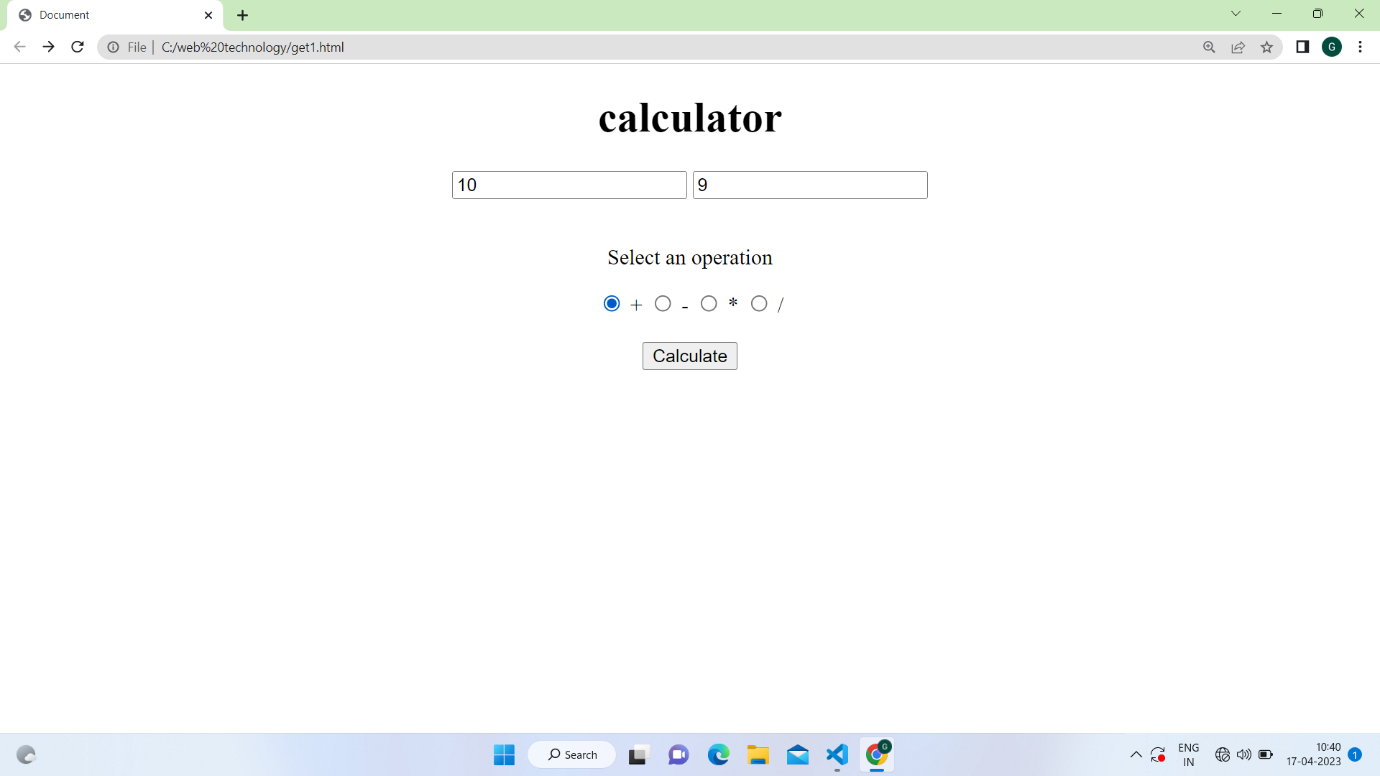 Document
File | C:/web%20technology/get1.html
G
calculator
10 9
Select an operation
+ - * /
Calculate
Search
G
ENG
IN
10:40
17-04-2023
1